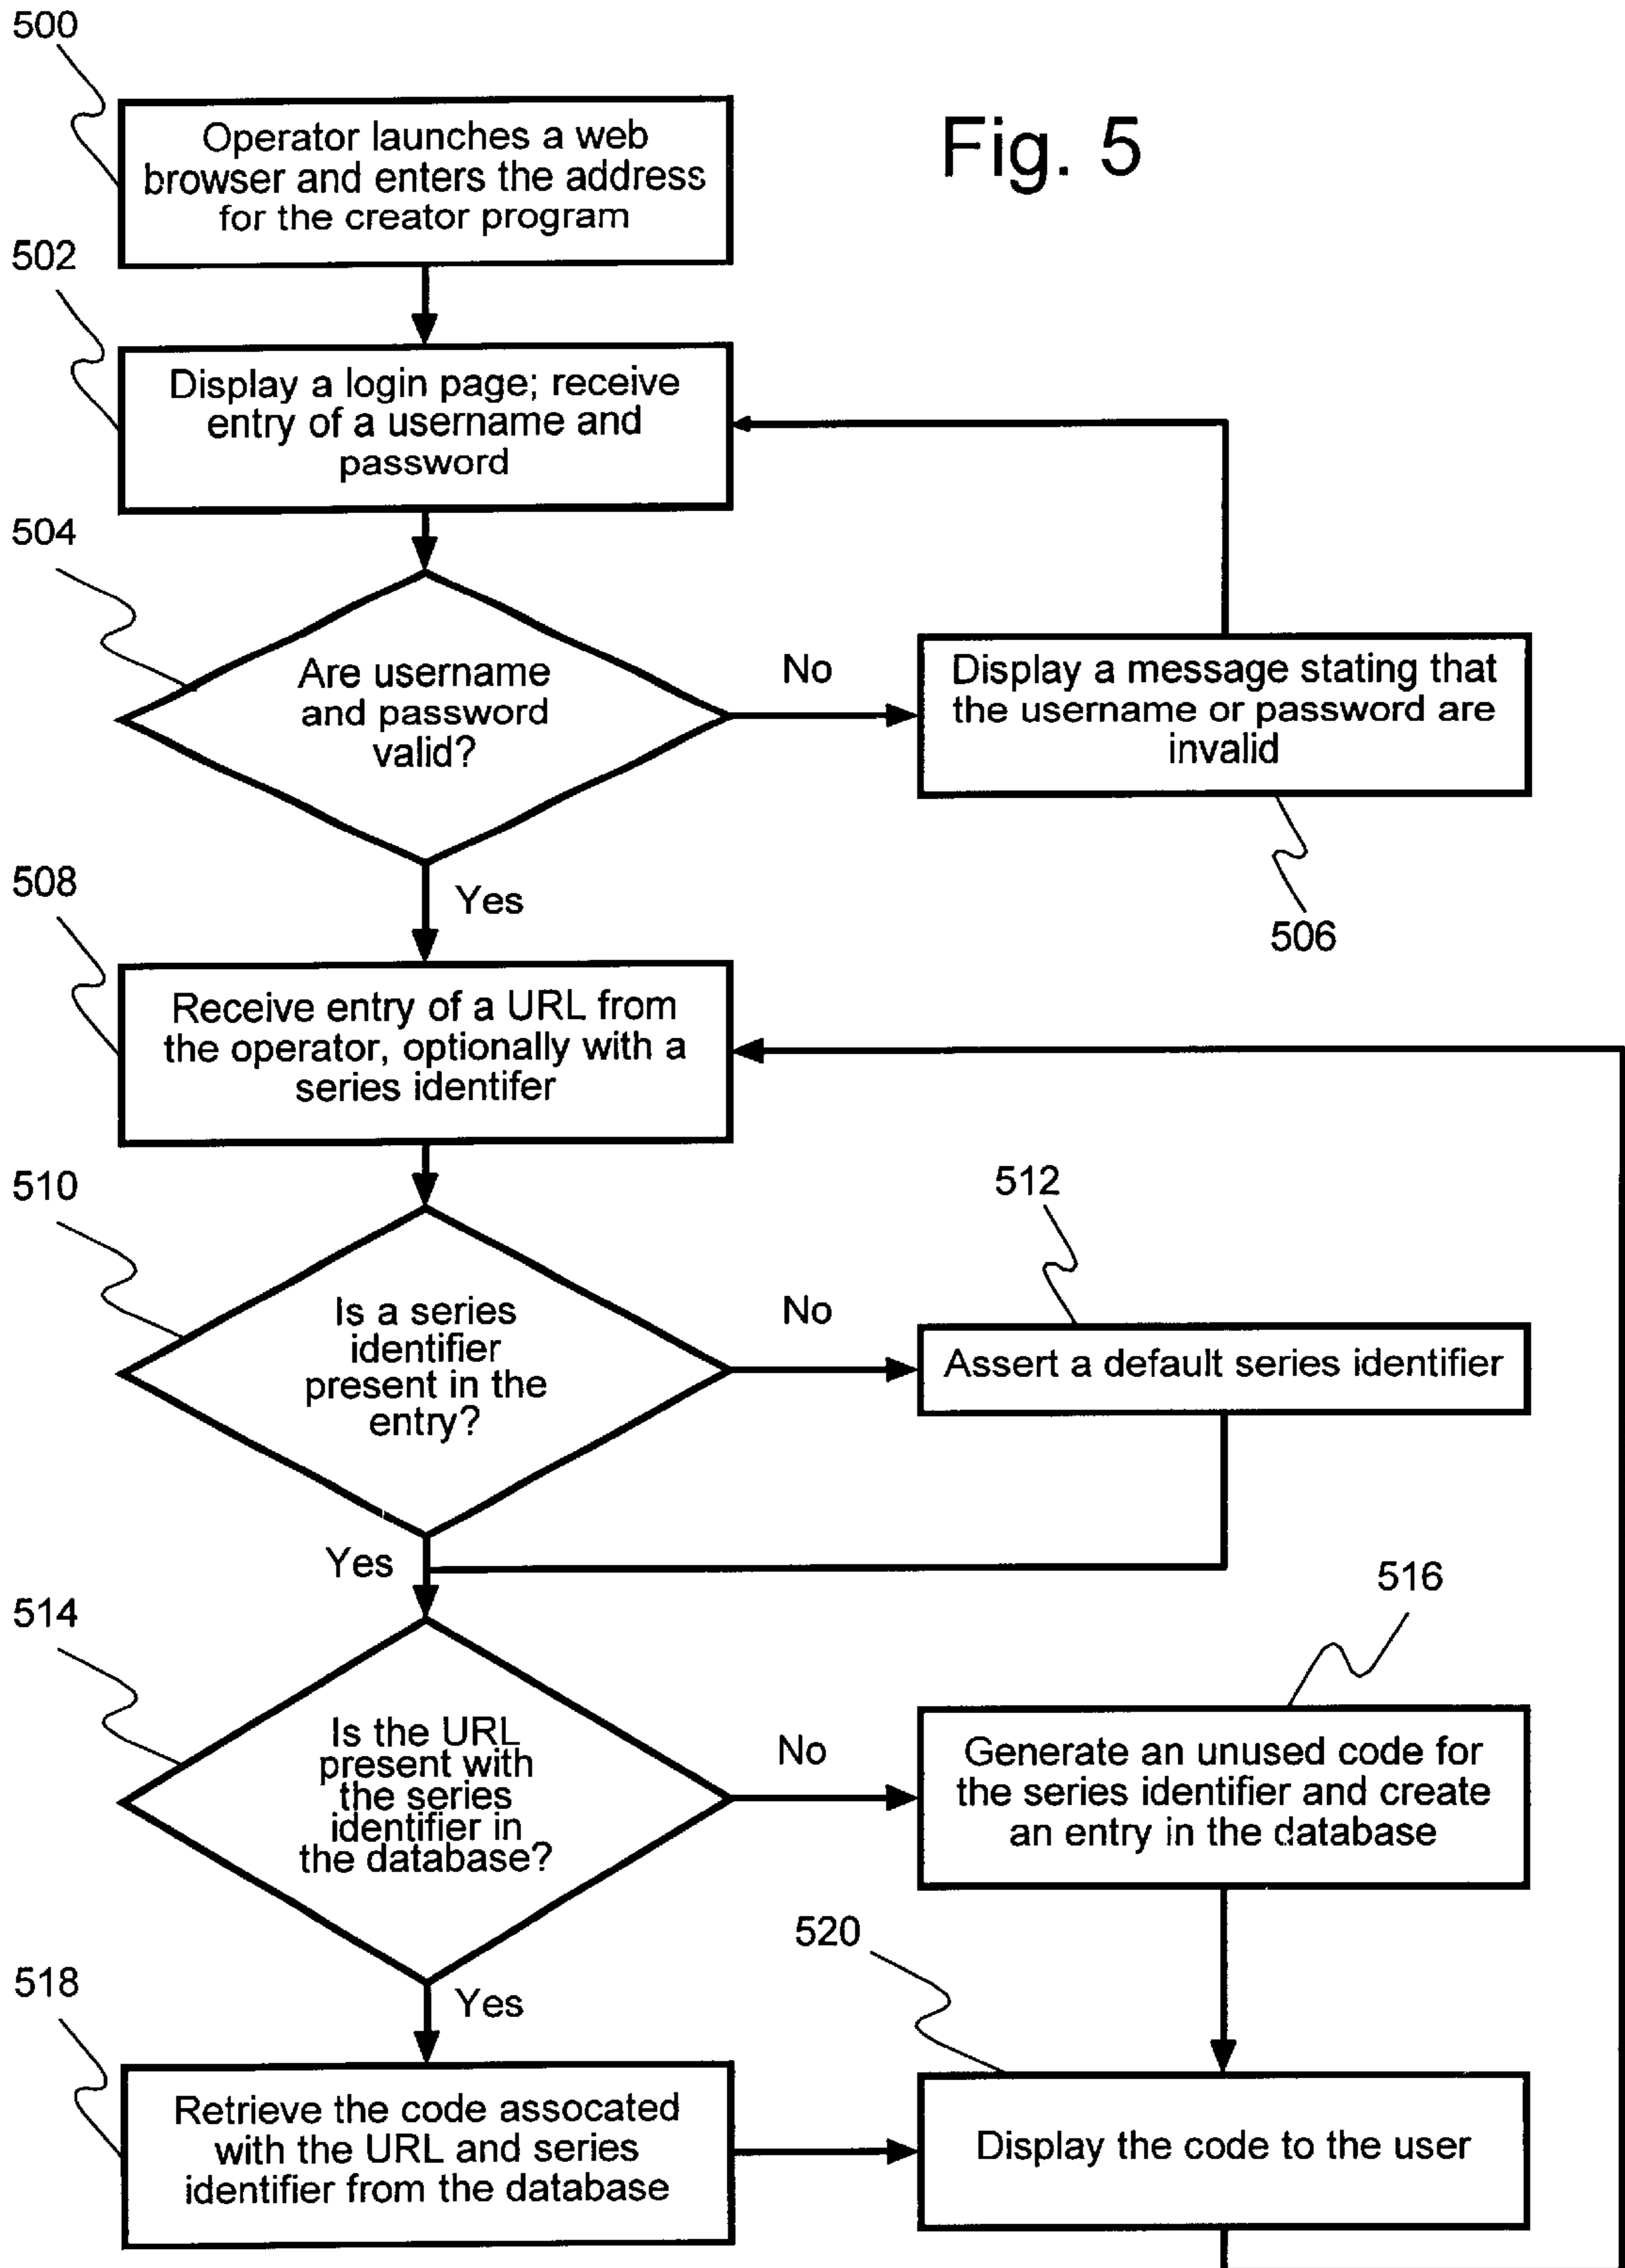 500
Fig. 5
Operator launches a web
browser and enters the address
for the creator program
502
Display a login page; receive
entry of a username and
password
504
Are username
and password
valid?
No
Display a message stating that
the username or password are
invalid
506
Yes
508
Receive entry of a URL from
the operator, optionally with a
series identifer
510
Is a series
identifier
present in the
entry?
No
512
Assert a default series identifier
Yes
514
Is the URL
present with
the series
identifier in
the database?
No
516
Generate an unused code for
the series identifier and create
an entry in the database
Yes
518
Retrieve the code assocated
with the URL and series
identifier from the database
520
Display the code to the user